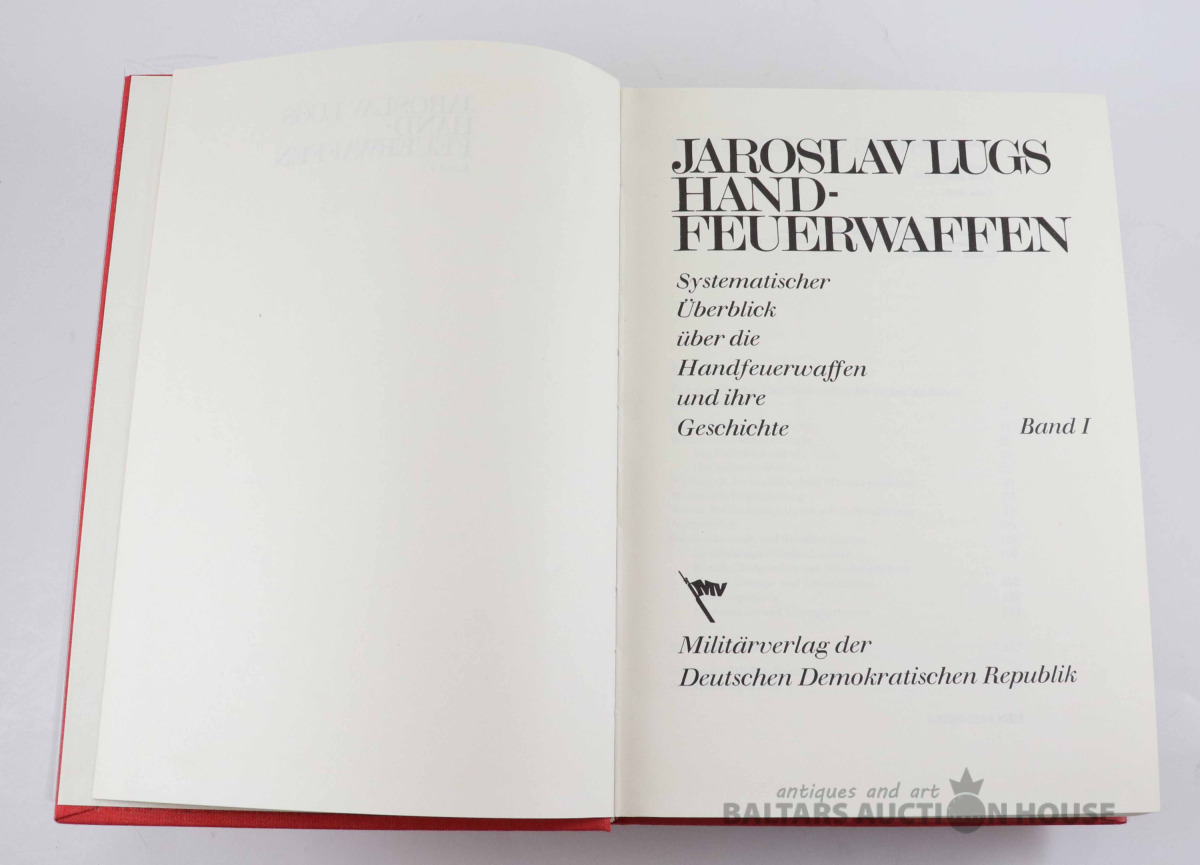 JAROSLAV LUGS
HAND-
FEUERWAFFEN
Systematischer
Überblick
über die
Handfeuerwaffen
und ihre
Geschichte
Band I
MV
Militärverlag der
Deutschen Demokratischen Republik
antiques and art
BALTARS AUCTION HOUSE